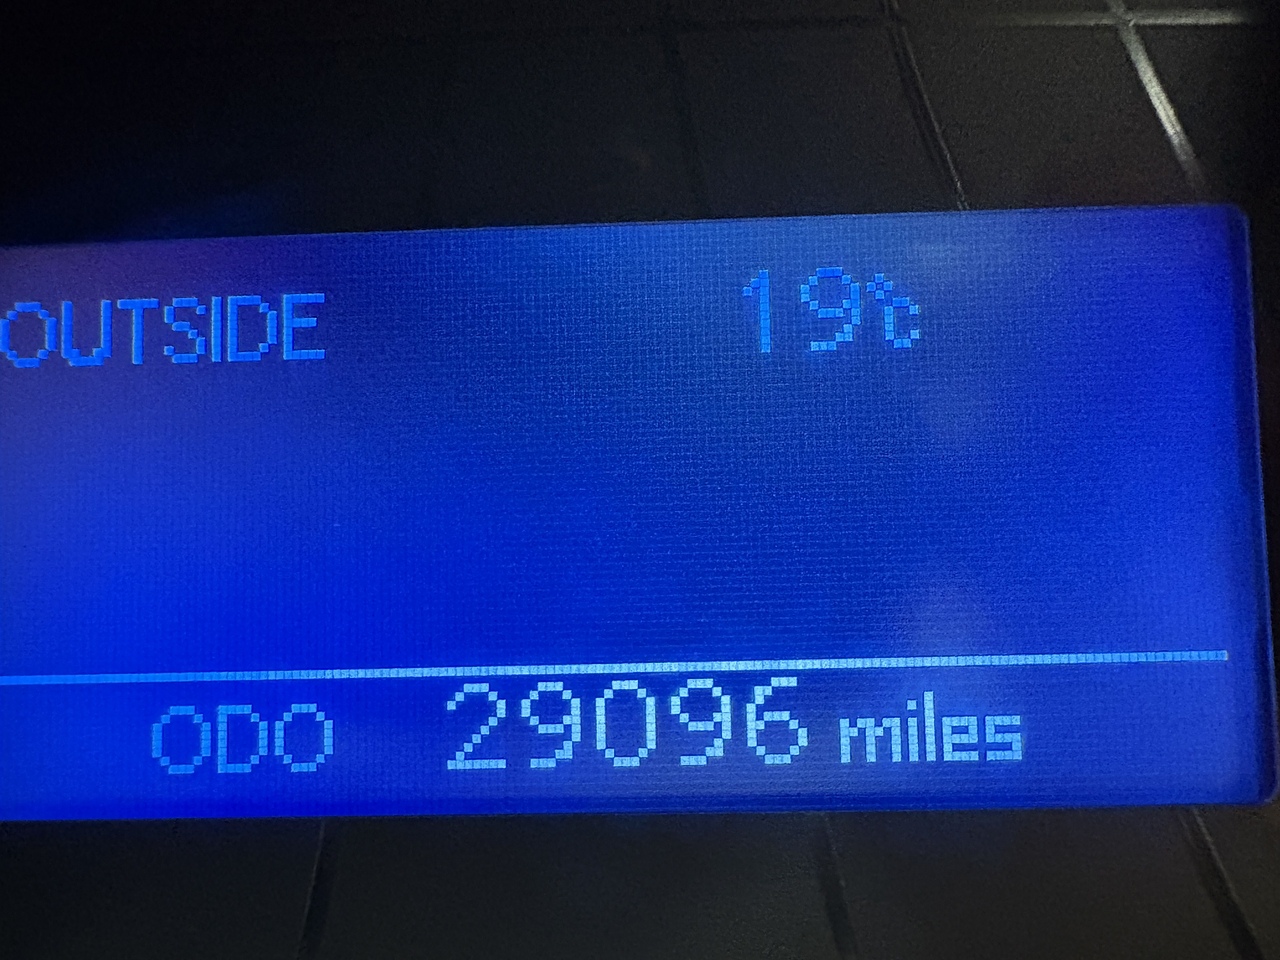 OUTSIDE 19℃
ODO 29096 miles